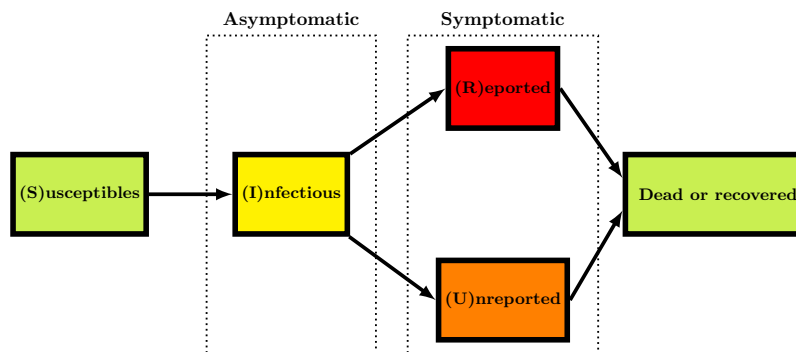 Asymptomatic
Symptomatic
(R)eported
(S)usceptibles
(I)nfectious
Dead or recovered
(U)nreported